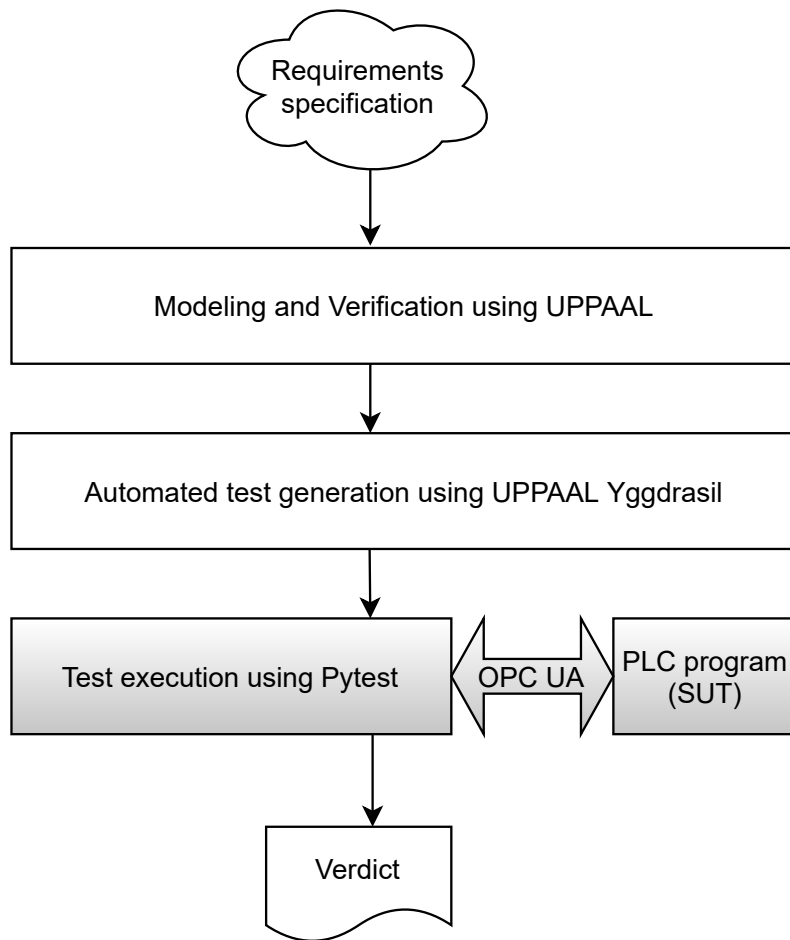 Requirements
specification
Modeling and Verification using UPPAAL
Automated test generation using UPPAAL Yggdrasil
Test execution using Pytest
OPC UA
PLC program
(SUT)
Verdict